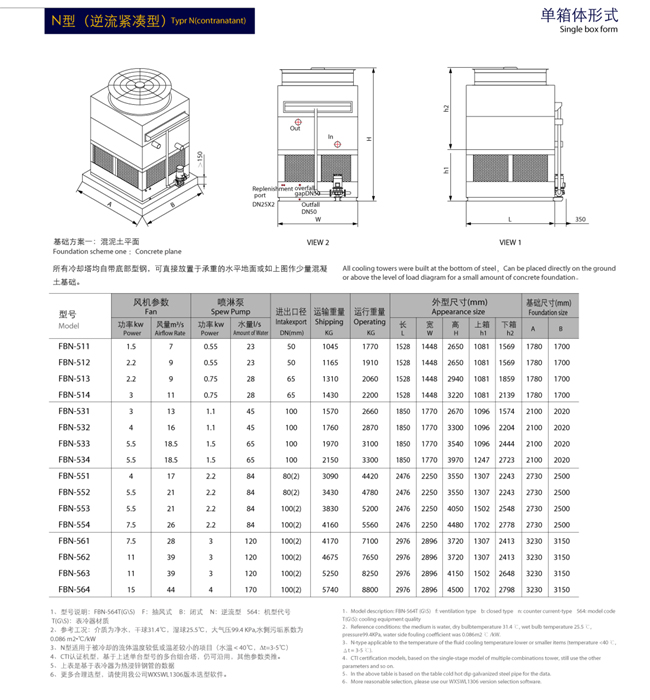 N型（逆流紧凑型）Typr N(contranatant)
单箱体形式
Single box form
Out
In
150
A
B
Replenishment port
DN25X2
overfall gapDN50
Outfall
DN50
W
H
VIEW 2
h2
h1
L
350
VIEW 1
基础方案一：混泥土平面
Foundation scheme one：Concrete plane
所有冷却塔均自带底部型钢，可直接放置于承重的水平地面或如上图作少量混凝
土基础。
All cooling towers were built at the bottom of steel，Can be placed directly on the ground
or above the level of load diagram for a small amount of concrete foundation.
型号 Model 风机参数 Fan 喷淋泵 Spew Pump 进出口径 Intakexport DN(mm) 运输重量 Shipping KG 运行重量 Operating KG 外型尺寸(mm) Appearance size 基础尺寸(mm) Foundation size
功率kw Power 风量m³/s Airflow Rate 功率kw Power 水量l/s Amount of Water 长 L 宽 W 高 H 上箱 h1 下箱 h2 A B
FBN-511 1.5 7 0.55 23 50 1045 1770 1528 1448 2650 1081 1569 1780 1700
FBN-512 2.2 9 0.55 23 50 1165 1910 1528 1448 2650 1081 1569 1780 1700
FBN-513 2.2 9 0.75 28 65 1310 2060 1528 1448 2940 1081 1859 1780 1700
FBN-514 3 11 0.75 28 65 1430 2200 1528 1448 3220 1081 2139 1780 1700
FBN-531 3 13 1.1 45 100 1570 2660 1850 1770 2670 1096 1574 2100 2020
FBN-532 4 16 1.1 45 100 1760 2870 1850 1770 3300 1096 2204 2100 2020
FBN-533 5.5 18.5 1.5 65 100 1970 3100 1850 1770 3540 1096 2444 2100 2020
FBN-534 5.5 18.5 1.5 65 100 2150 3300 1850 1770 3970 1247 2723 2100 2020
FBN-551 4 17 2.2 84 80(2) 3090 4420 2476 2250 3550 1307 2243 2730 2500
FBN-552 5.5 21 2.2 84 80(2) 3430 4780 2476 2250 3550 1307 2243 2730 2500
FBN-553 5.5 21 2.2 84 100(2) 3830 5200 2476 2250 4050 1502 2548 2730 2500
FBN-554 7.5 26 2.2 84 100(2) 4160 5560 2476 2250 4480 1702 2778 2730 2500
FBN-561 7.5 28 3 120 100(2) 4170 7100 2976 2896 3720 1307 2413 3230 3150
FBN-562 11 39 3 120 100(2) 4675 7650 2976 2896 3720 1307 2413 3230 3150
FBN-563 11 39 3 120 100(2) 5250 8250 2976 2896 4150 1502 2648 3230 3150
FBN-564 15 44 4 170 100(2) 5740 8800 2976 2896 4500 1702 2798 3230 3150
1、型号说明：FBN-564T(G\S) F：抽风式 B：闭式 N：逆流型 564：机型代号
T(G\S)：表冷器材质
2、参考工况：介质为净水，干球31.4℃，湿球25.5℃，大气压99.4 KPa,水侧污垢系数为
0.086 m2•℃/kW
3、N型适用于被冷却的流体温度较低或温差较小的项目（水温＜40℃，Δt=3-5℃）
4、CTI认证机型，基于上述单台型号的多台组合塔，仍可沿用，其他参数类推。
5、上表是基于表冷器为热浸锌钢管的数据
6、更多合理选型，请使用我公司WXSWL1306版本选型软件。
1、Model description: FBN-564T (G\S) f: ventilation type b: closed type n: counter current-type 564: model code
T(G\S): cooling equipment quality
2、Reference conditions: the medium is water, dry bulbtemperature 31.4 ℃, wet bulb temperature 25.5 ℃,
pressure99.4KPa, water side fouling coefficient was 0.086m2 ℃ /kW.
3、N-type applicable to the temperature of the fluid cooling temperature lower or smaller items (temperature <40 ℃,
△t = 3-5 ℃).
4、CTI certification models, based on the single-stage model of multiple-combinations tower, still use the other
parameters and so on.
5、In the above table is based on the table cold hot dip galvanized steel pipe for the data.
6、More reasonable selection, please use our WXSWL1306 version selection software.